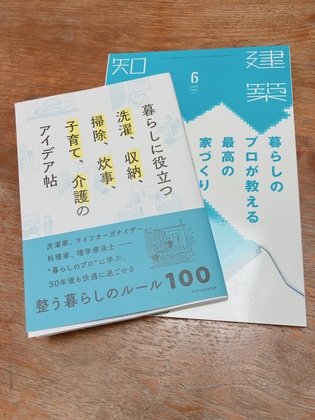 暮らしに役立つ
洗濯、収納、
掃除、炊事、
子育て、介護の
アイデア帖
洗濯家、ライフオーガナイザー
料理家、理学療法士——
“暮らしのプロ”に学ぶ、
30年後も快適に過ごせる
整う暮らしのルール100
建築
知
6
暮らしの
プロが教える
最高の
家づくり